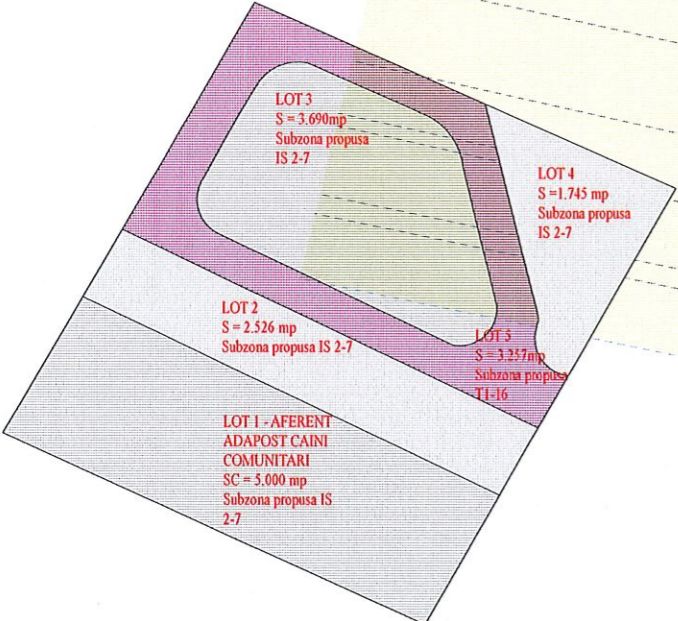 LOT 3
S = 3.690mp
Subzona propusa
IS 2-7
LOT 4
S =1.745 mp
Subzona propusa
IS 2-7
LOT 2
S = 2.526 mp
Subzona propusa IS 2-7
LOT 5
S = 3.257mp
Subzona propusa
T1-16
LOT 1 - AFERENT
ADAPOST CAINI
COMUNITARI
SC = 5.000 mp
Subzona propusa IS
2-7